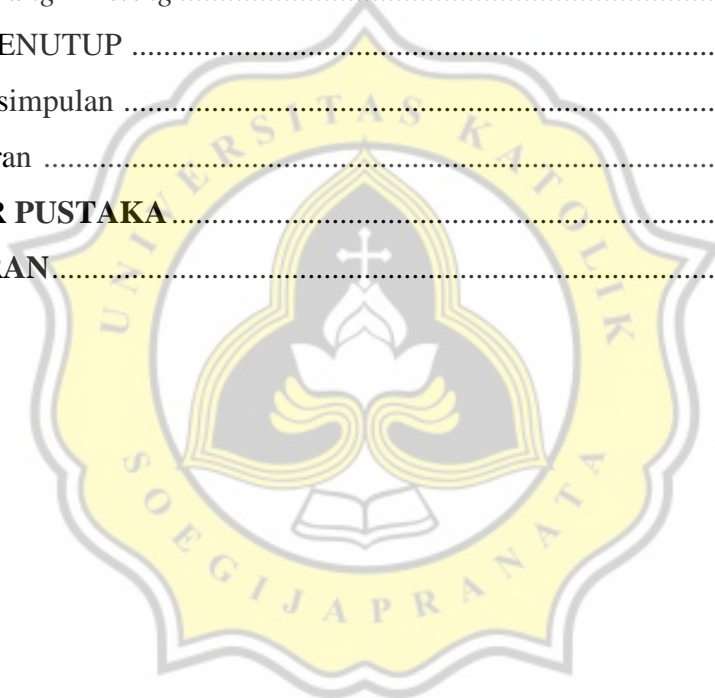 ENUTUP ....................................................................
simpulan ....................................................................
ran ....................................................................
R PUSTAKA ....................................................................
RAN ....................................................................
UNIVERSITAS KATOLIK
SOEGIJAPRANATA